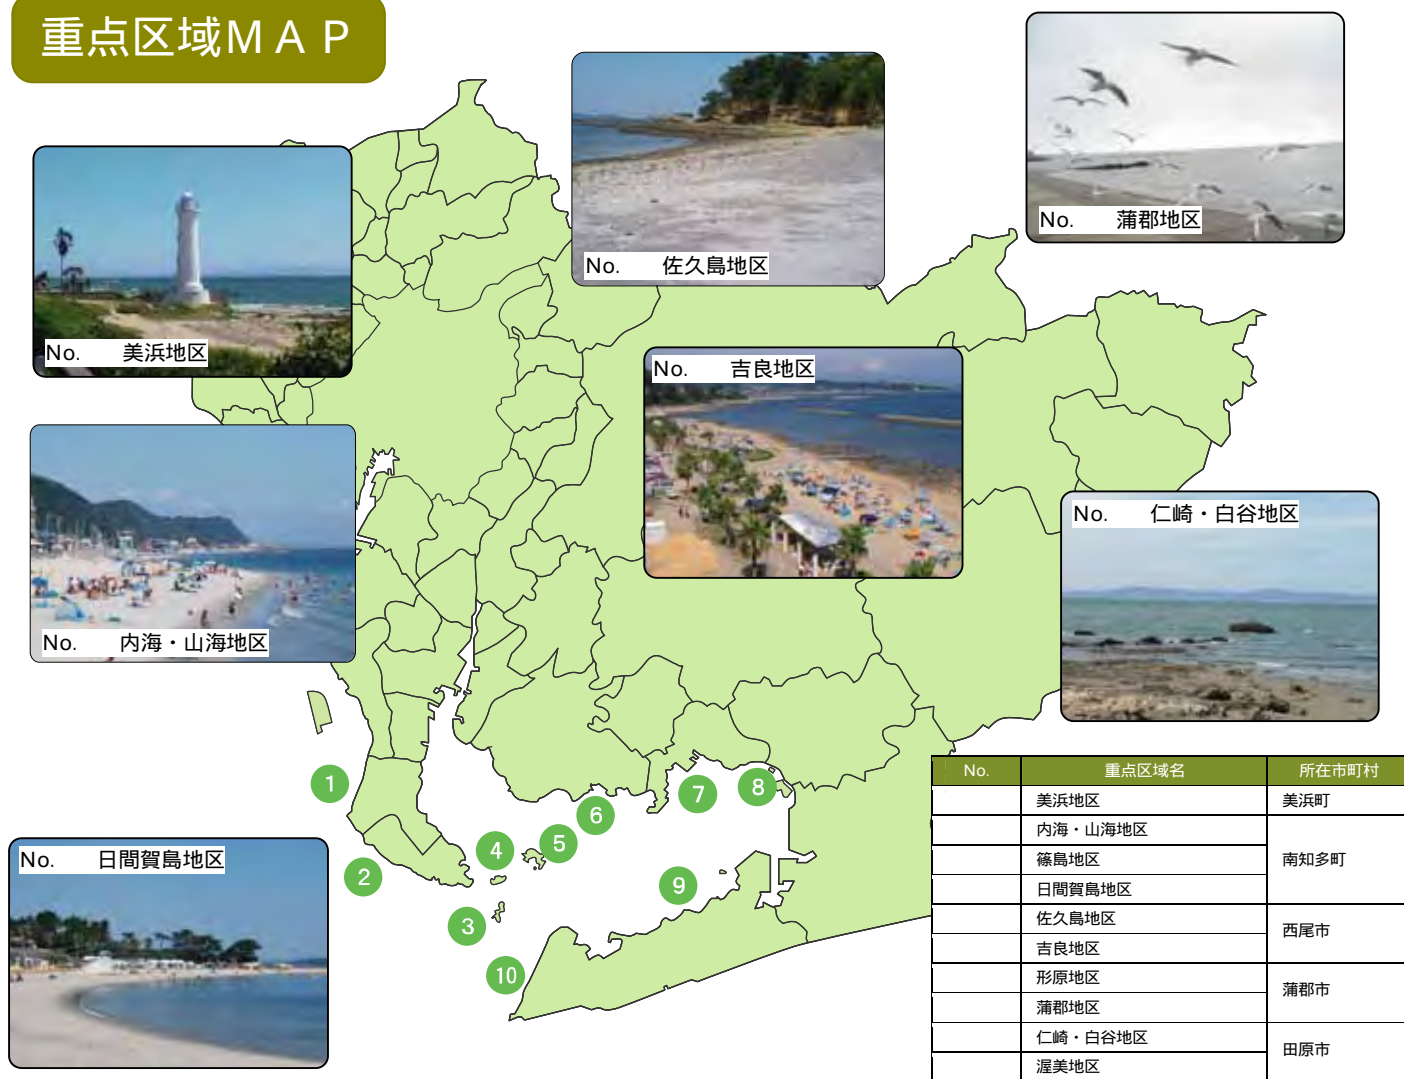 重点区域ＭＡＰ
No. 蒲郡地区
No. 佐久島地区
No. 美浜地区
No. 吉良地区
No. 内海・山海地区
No. 仁崎・白谷地区
No. 日間賀島地区
1
2
3
4
5
6
7
8
9
10
No. 重点区域名 所在市町村
美浜地区 美浜町
内海・山海地区 南知多町
篠島地区
日間賀島地区
佐久島地区 西尾市
吉良地区
形原地区 蒲郡市
蒲郡地区
仁崎・白谷地区 田原市
渥美地区